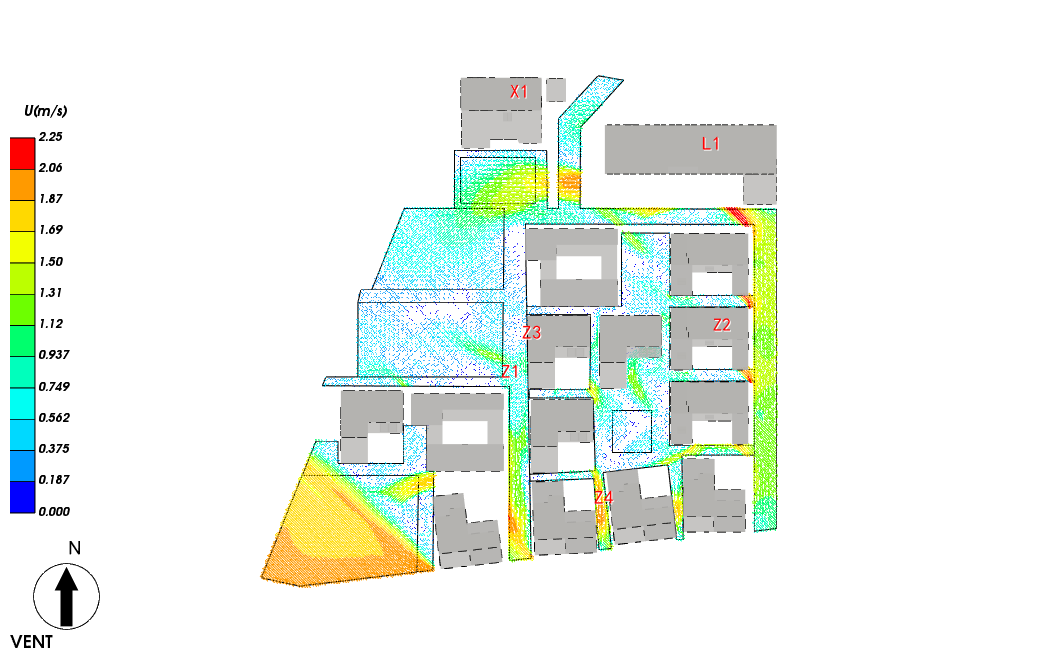 U(m/s)
2.25
2.06
1.87
1.69
1.50
1.31
1.12
0.937
0.749
0.562
0.375
0.187
0.000
X1
L1
Z3
Z2
Z1
Z4
N
VENT